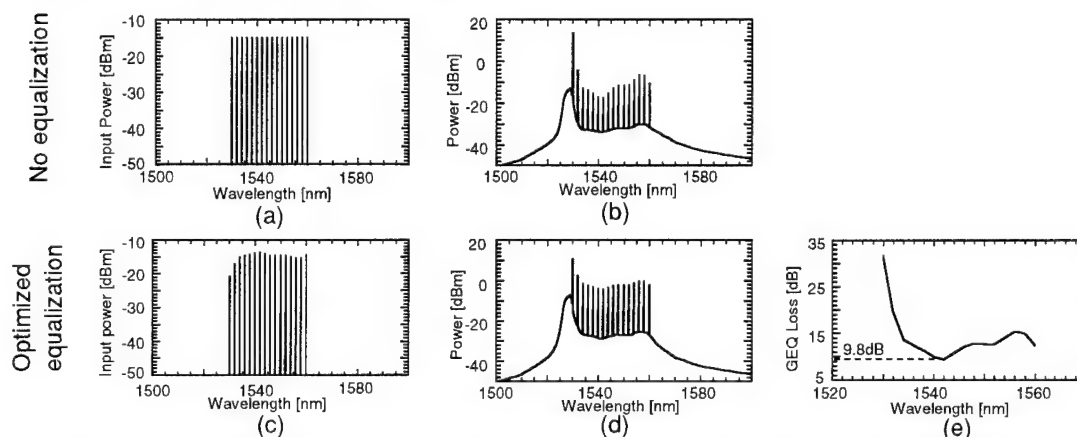 No equalization
Input Power [dBm]
-10
-20
-30
-40
-50
1500
1540
1580
Wavelength [nm]
(a)
Power [dBm]
20
0
-20
-40
1500
1540
1580
Wavelength [nm]
(b)
Optimized
equalization
Input power [dBm]
-10
-20
-30
-40
-50
1500
1540
1580
Wavelength [nm]
(c)
Power [dBm]
20
0
-20
-40
1500
1540
1580
Wavelength [nm]
(d)
GEQ Loss [dB]
35
25
15
5
9.8dB
1520
1540
1560
Wavelength [nm]
(e)